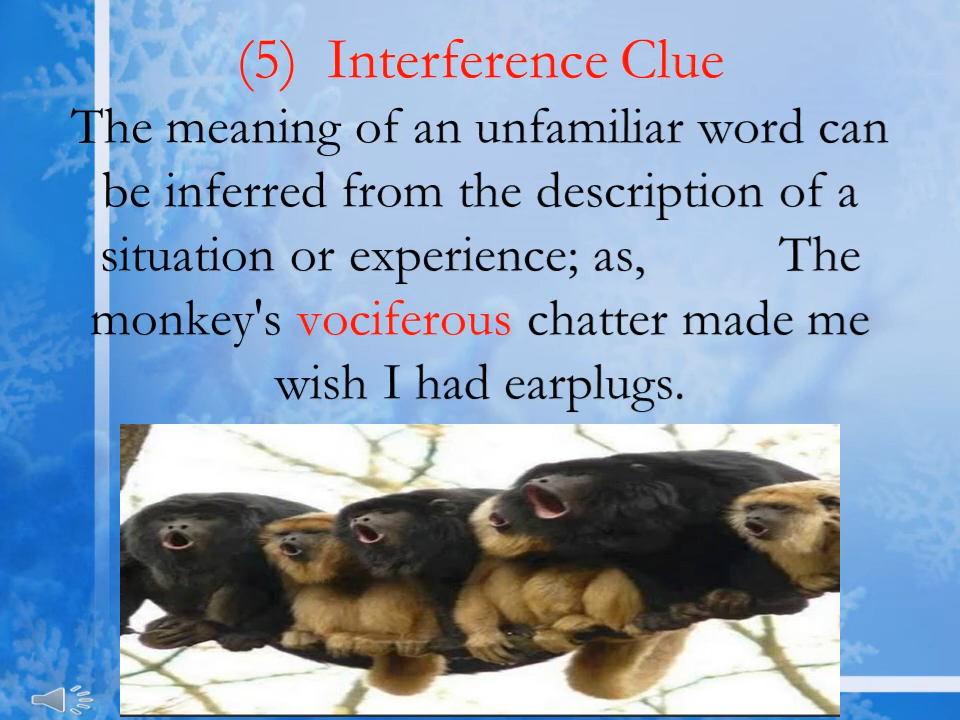 (5) Interference Clue
The meaning of an unfamiliar word can
be inferred from the description of a
situation or experience; as, The
monkey's vociferous chatter made me
wish I had earplugs.